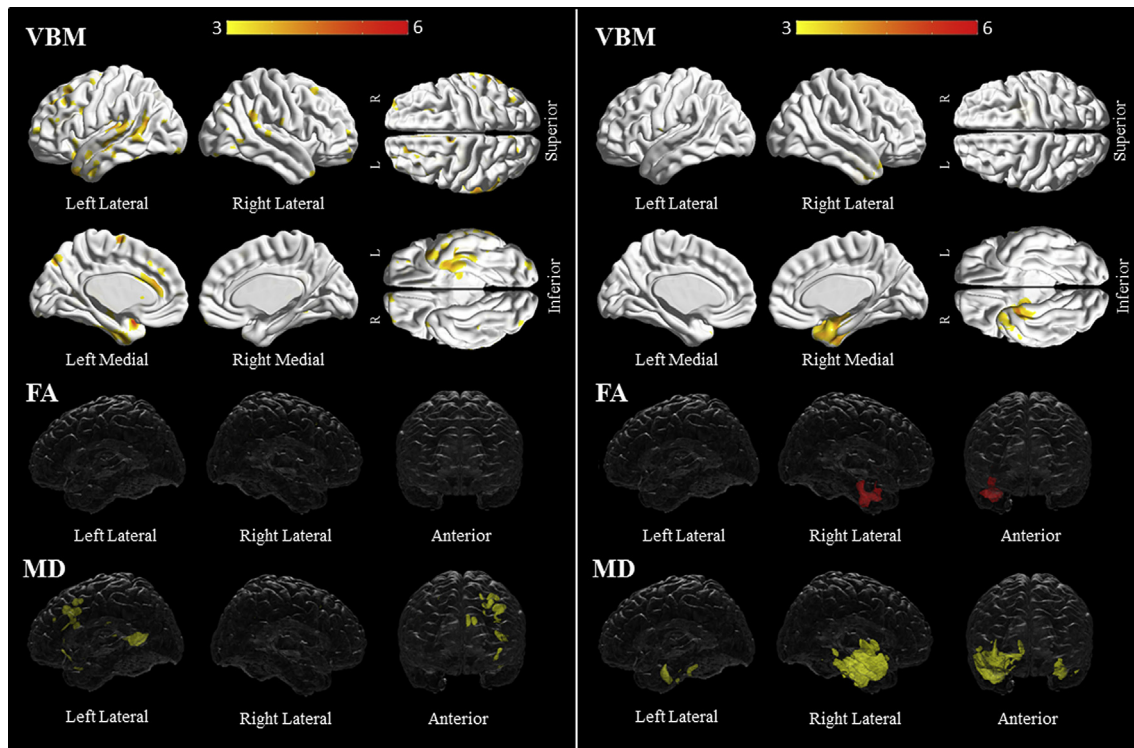 VBM
3 6
R
L
Superior
Left Lateral Right Lateral
L
R
Inferior
Left Medial Right Medial
FA
Left Lateral Right Lateral Anterior
MD
Left Lateral Right Lateral Anterior
VBM
3 6
R
L
Superior
Left Lateral Right Lateral
L
R
Inferior
Left Medial Right Medial
FA
Left Lateral Right Lateral Anterior
MD
Left Lateral Right Lateral Anterior